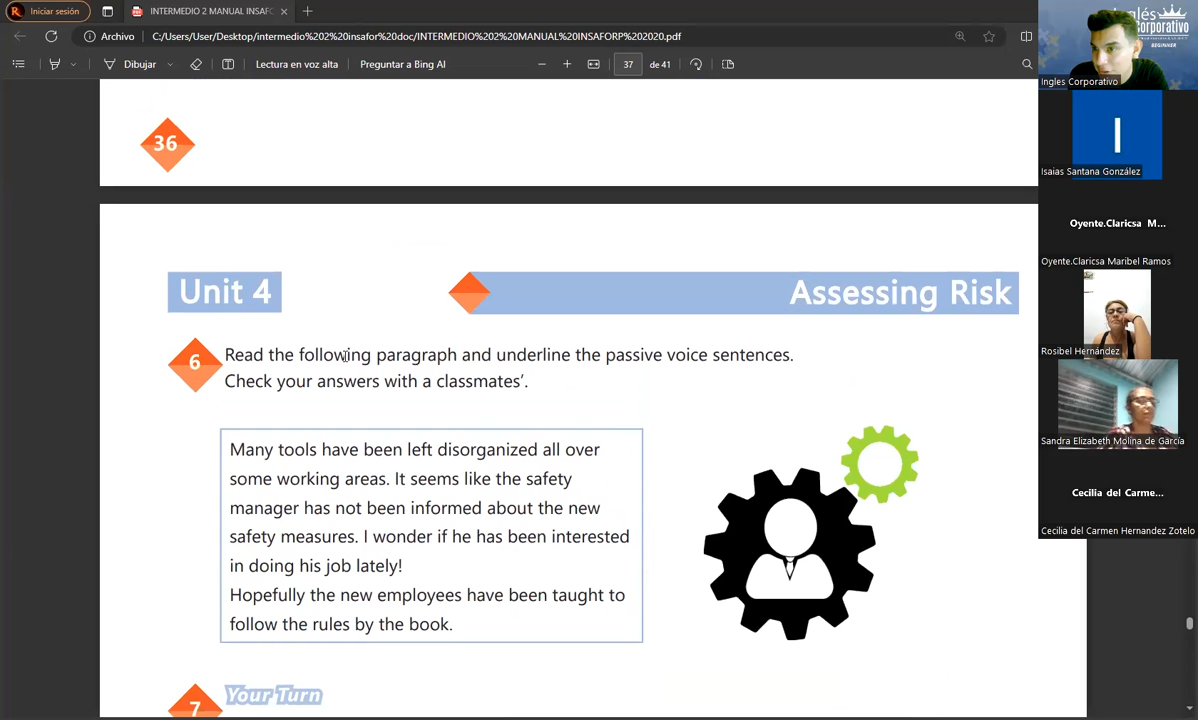 Iniciar sesión
INTERMEDIO 2 MANUAL INSAFOR
Archivo
C:/Users/User/Desktop/intermedio%202%20insafor%20doc/INTERMEDIO%202%20MANUAL%20INSAFORP%202020.pdf
Dibujar
Lectura en voz alta
Preguntar a Bing AI
37
de 41
36
Unit 4
Assessing Risk
6
Read the following paragraph and underline the passive voice sentences.
Check your answers with a classmates'.
Many tools have been left disorganized all over
some working areas. It seems like the safety
manager has not been informed about the new
safety measures. I wonder if he has been interested
in doing his job lately!
Hopefully the new employees have been taught to
follow the rules by the book.
7
Your Turn
Inglés
Corporativo
BEGINNER
Ingles Corporativo
I
Isaias Santana González
Oyente.Claricsa M...
Oyente.Claricsa Maribel Ramos
Rosibel Hernández
Sandra Elizabeth Molina de García
Cecilia del Carme...
Cecilia del Carmen Hernandez Zotelo